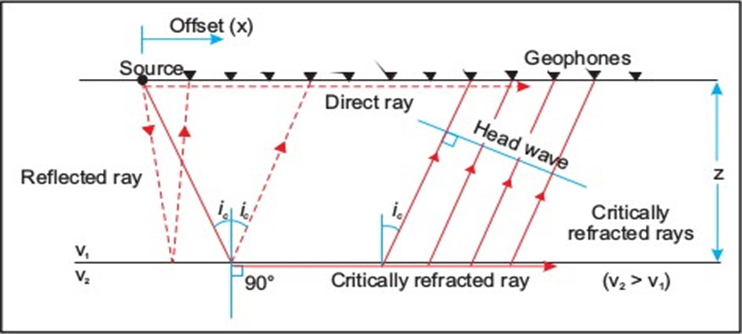 Offset (x)
Source
Geophones
Direct ray
Head wave
Reflected ray
z
i꜀ i꜀
i꜀
Critically
refracted rays
v₁
v₂
90°
Critically refracted ray
(v₂ > v₁)